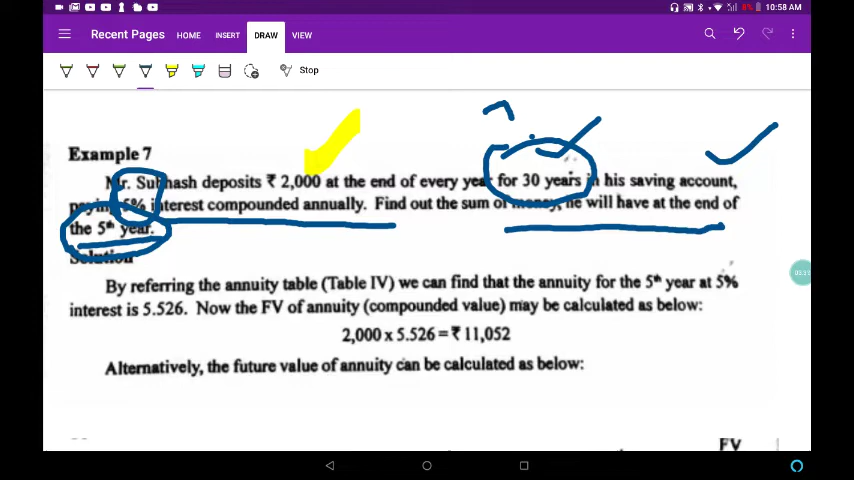 10:58 AM
8%
Recent Pages HOME INSERT DRAW VIEW
Stop
Example 7
Mr. Subhash deposits ₹ 2,000 at the end of every year for 30 years in his saving account,
paying 5% interest compounded annually. Find out the sum of money, he will have at the end of
the 5th year.
Solution
By referring the annuity table (Table IV) we can find that the annuity for the 5th year at 5%
interest is 5.526. Now the FV of annuity (compounded value) may be calculated as below:
2,000 x 5.526 = ₹ 11,052
Alternatively, the future value of annuity can be calculated as below:
FV